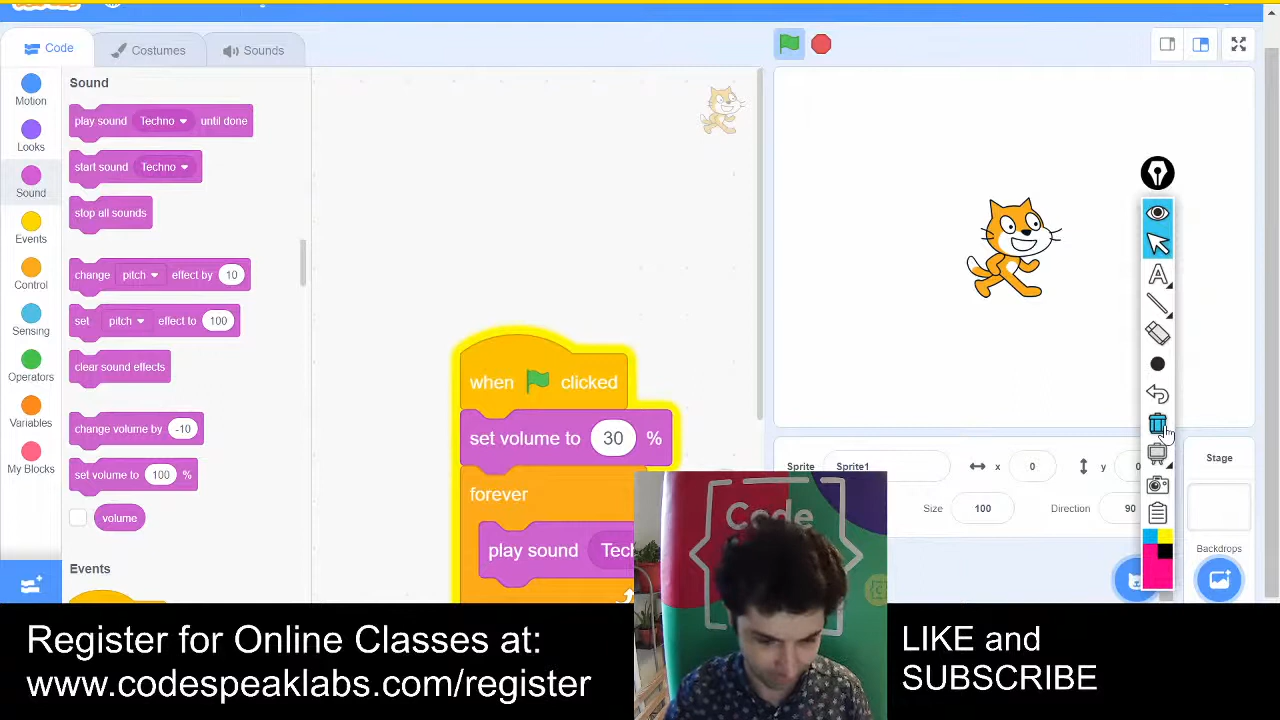 Code
Costumes
Sounds
Motion
Looks
Sound
Events
Control
Sensing
Operators
Variables
My Blocks
Sound
play sound Techno until done
start sound Techno
stop all sounds
change pitch effect by 10
set pitch effect to 100
clear sound effects
change volume by -10
set volume to 100 %
volume
Events
when clicked
set volume to 30 %
forever
play sound Tec
Sprite Sprite1 x 0 y 0
Size 100 Direction 90
Stage
Backdrops
A
Code
Register for Online Classes at:
www.codespeaklabs.com/register
LIKE and
SUBSCRIBE